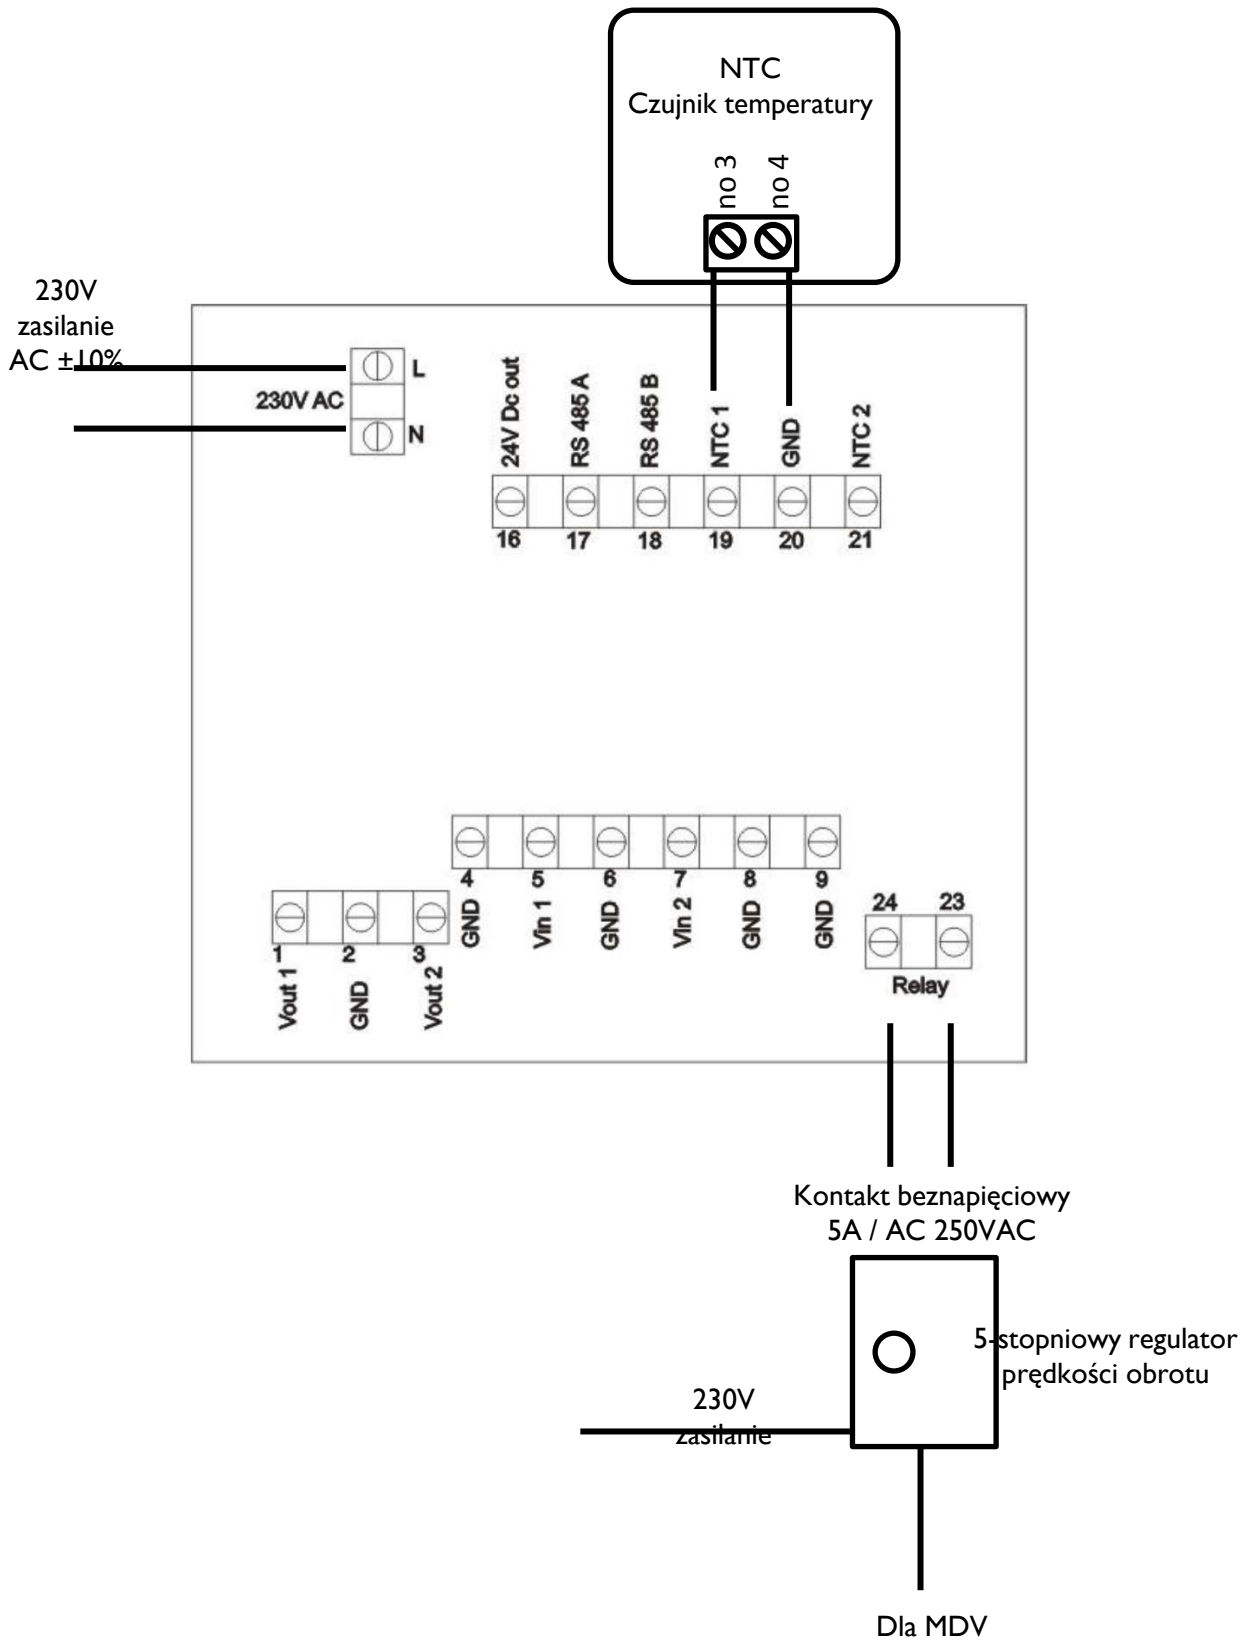 NTC
Czujnik temperatury
no 3
no 4
230V
zasilanie
AC ±10%
L
230V AC
N
24V Dc out
RS 485 A
RS 485 B
NTC 1
GND
NTC 2
16 17 18 19 20 21
4 5 6 7 8 9
GND
Vin 1
GND
Vin 2
GND
GND
1 2 3
Vout 1
GND
Vout 2
24 23
Relay
Kontakt beznapięciowy
5A / AC 250VAC
5-stopniowy regulator
prędkości obrotu
230V
zasilanie
Dla MDV